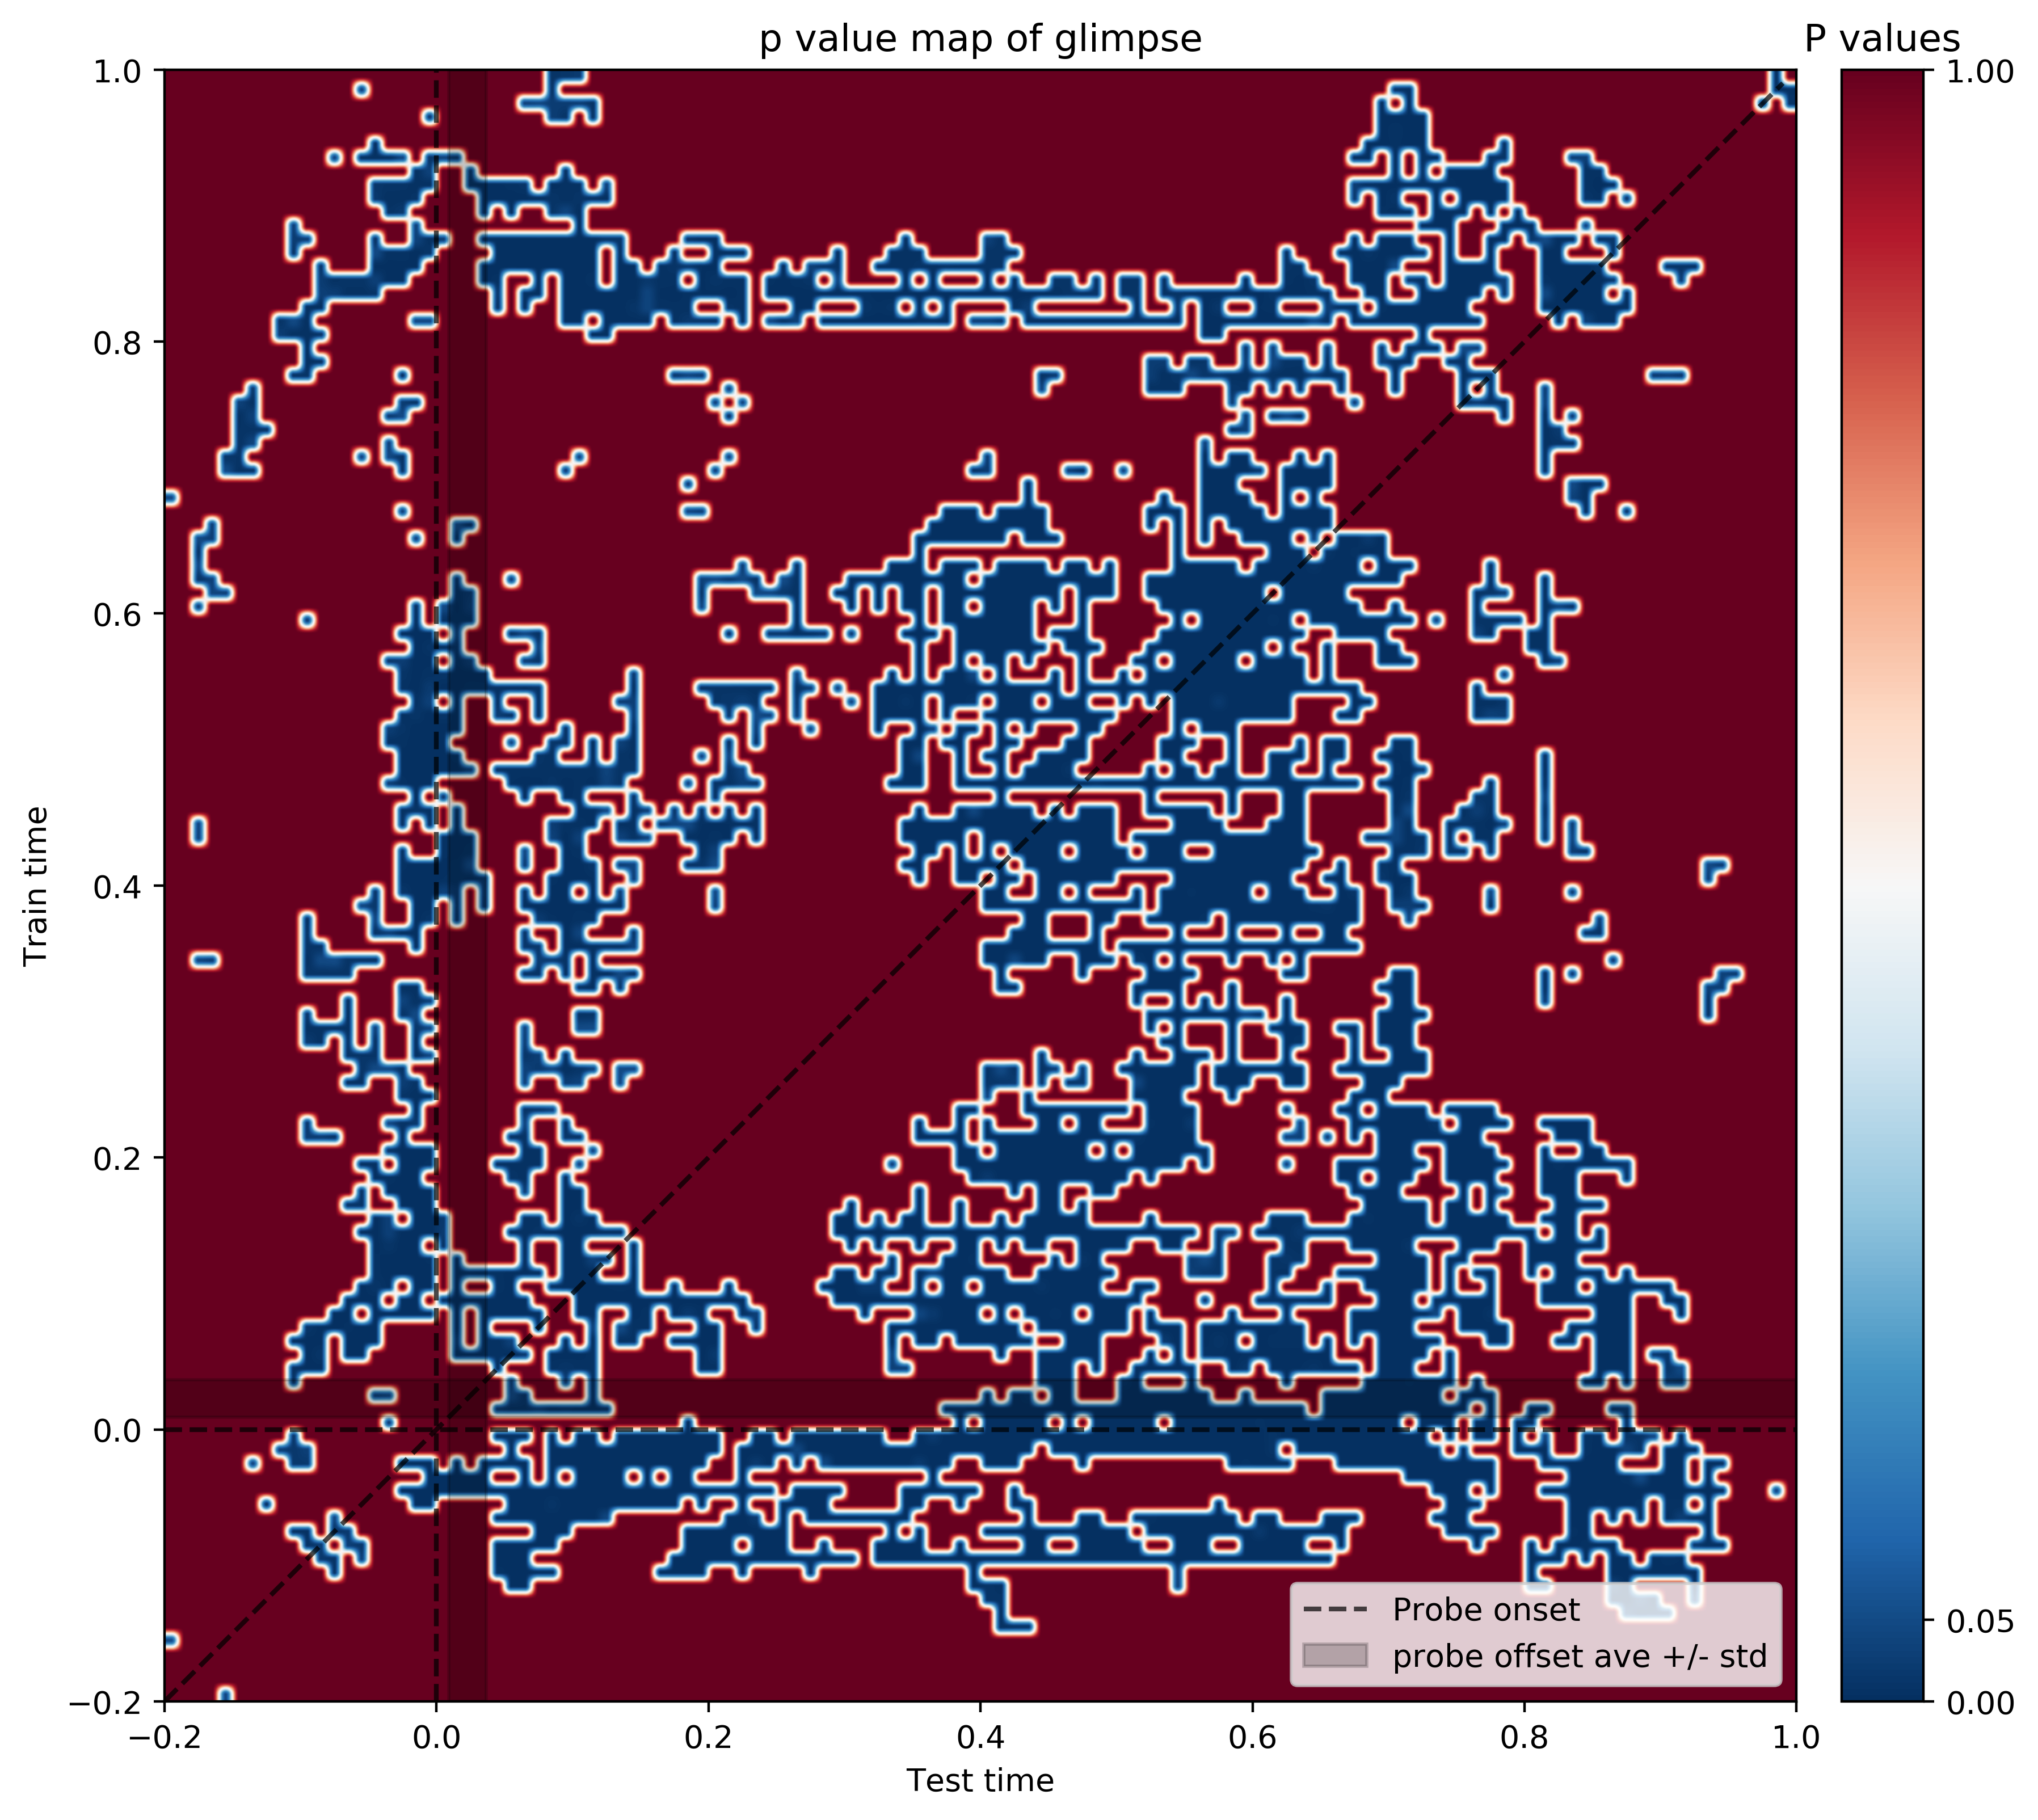 p value map of glimpse
P values
1.0
0.8
0.6
0.4
0.2
0.0
−0.2
Train time
−0.2
0.0
0.2
0.4
0.6
0.8
1.0
Test time
Probe onset
probe offset ave +/- std
1.00
0.05
0.00